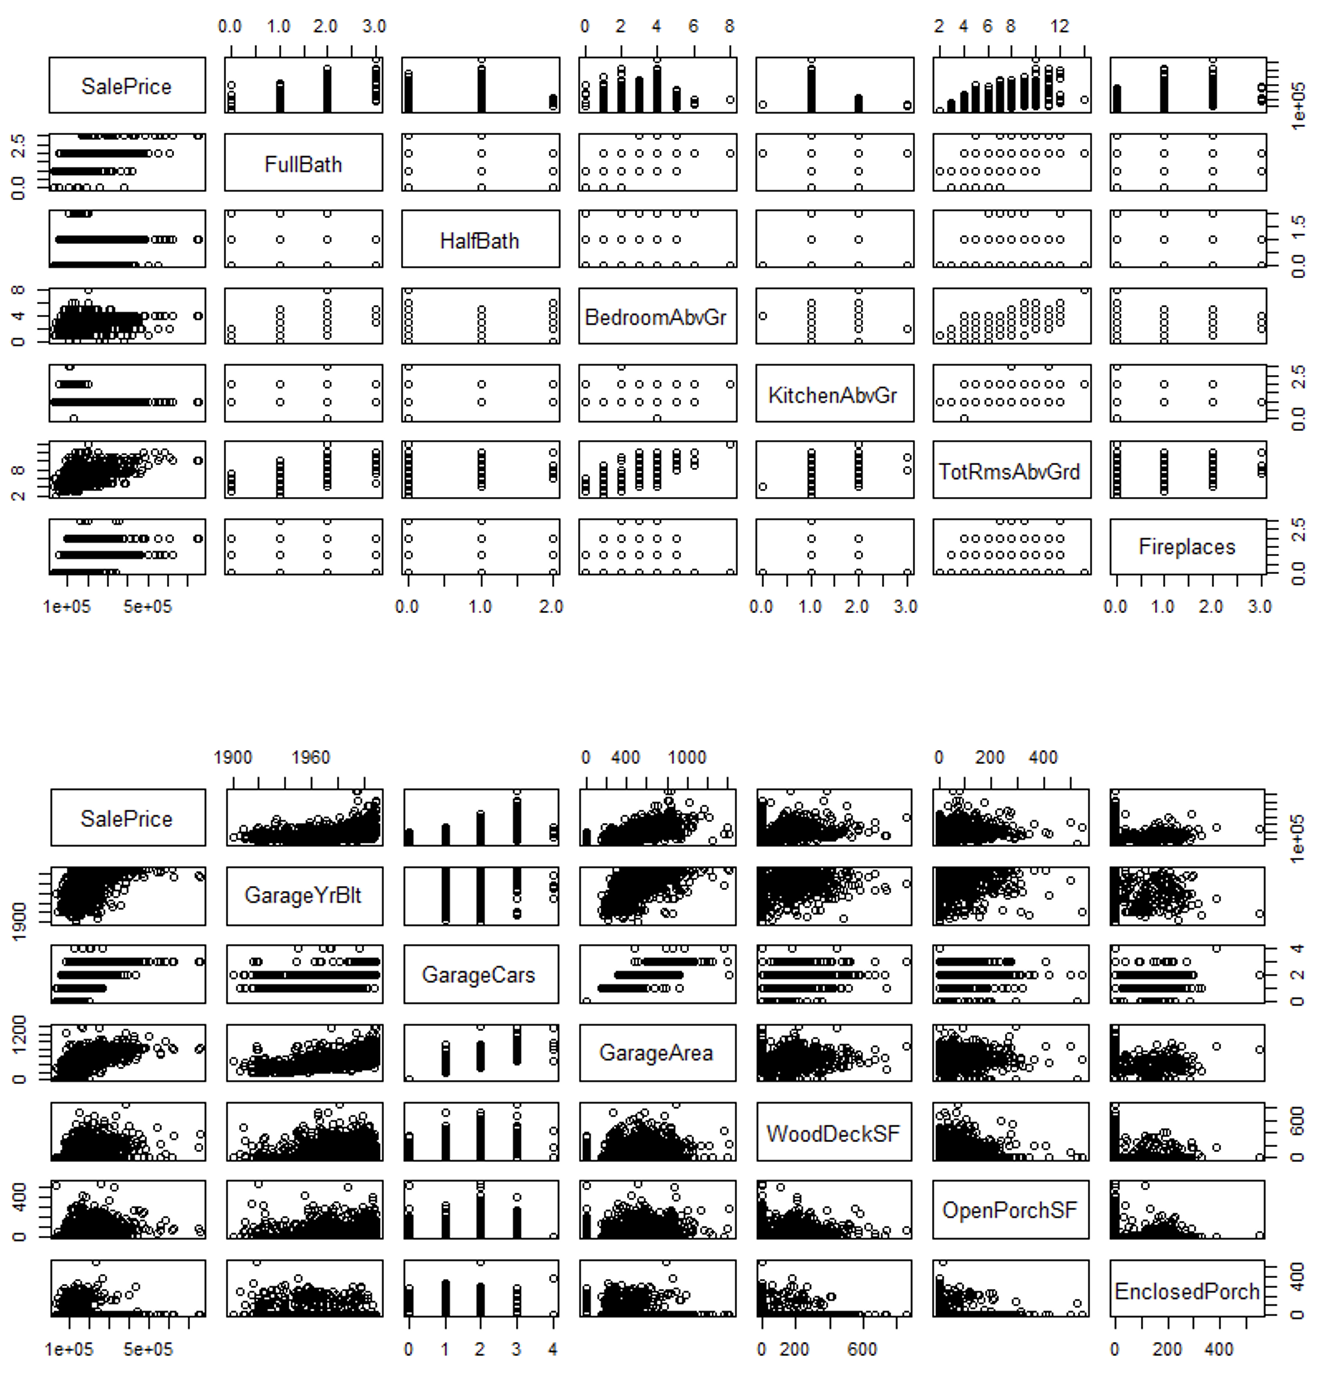 0.0 1.0 2.0 3.0 0 2 4 6 8 2 4 6 8 12
SalePrice 1e+05
0.0 2.5 FullBath
HalfBath 0.0 1.5
0 4 8 BedroomAbvGr
KitchenAbvGr 0.0 2.5
2 8 TotRmsAbvGrd
Fireplaces 0.0 2.5
1e+05 5e+05 0.0 1.0 2.0 0.0 1.0 2.0 3.0 0.0 1.0 2.0 3.0
1900 1960 0 400 1000 0 200 400
SalePrice 1e+05
1900 GarageYrBlt
GarageCars 0 2 4
0 1200 GarageArea
WoodDeckSF 0 600
0 400 OpenPorchSF
EnclosedPorch 0 400
1e+05 5e+05 0 1 2 3 4 0 200 600 0 200 400